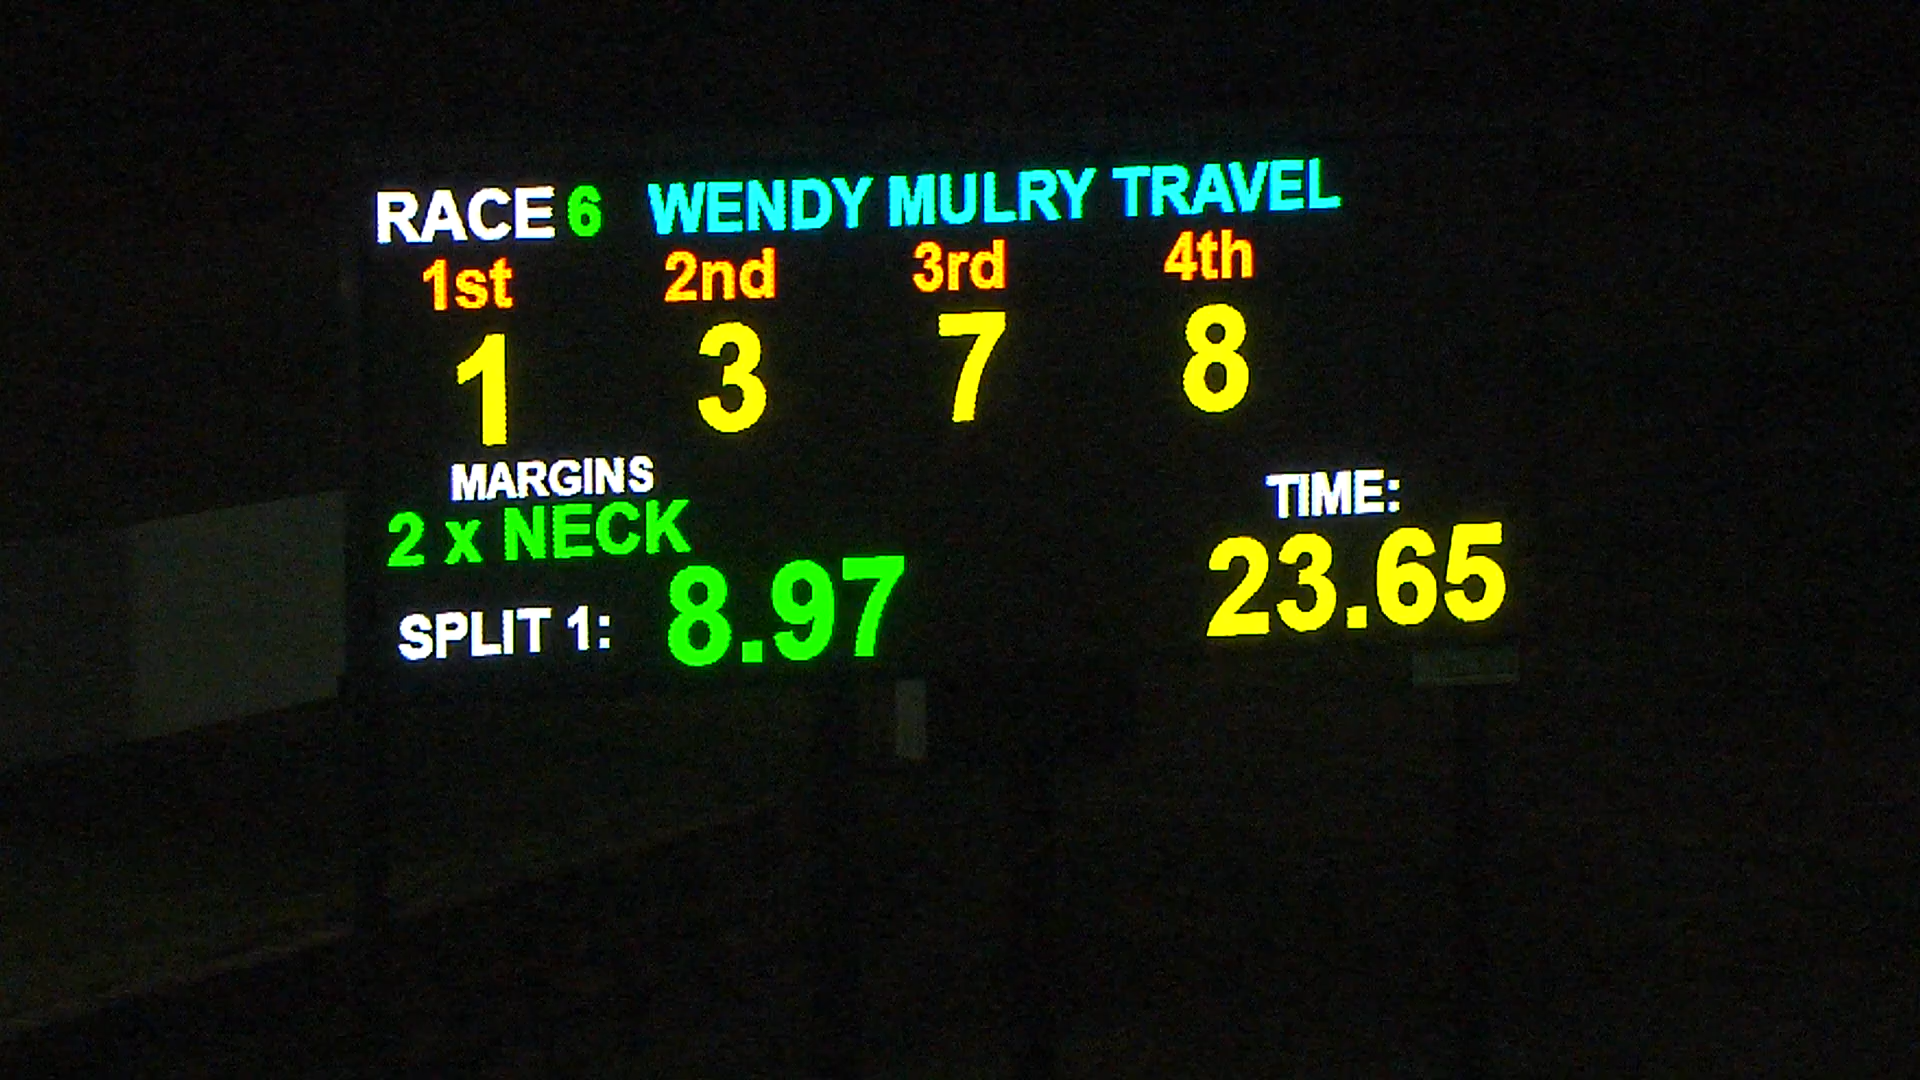 RACE 6 WENDY MULRY TRAVEL
1st 2nd 3rd 4th
1 3 7 8
MARGINS
2 x NECK
SPLIT 1: 8.97
TIME:
23.65